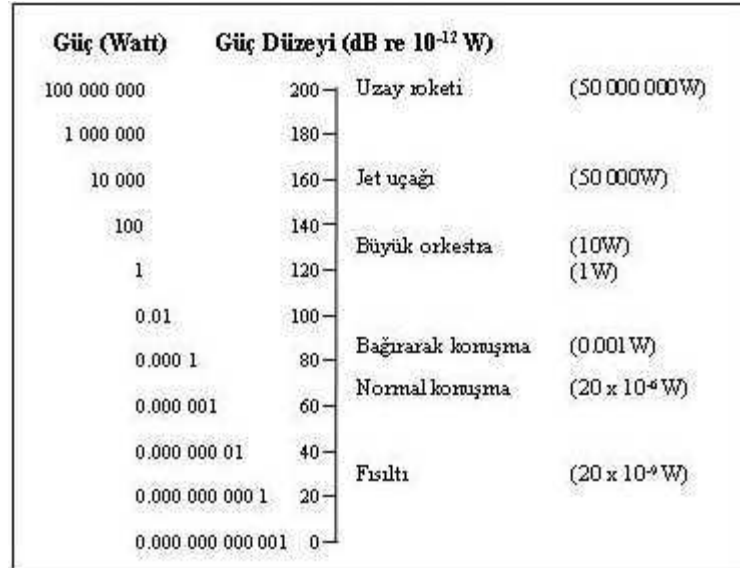 Güç (Watt) Güç Düzeyi (dB re 10⁻¹² W)
100 000 000 200 Uzay roketi (50 000 000W)
1 000 000 180
10 000 160 Jet uçağı (50 000W)
100 140
Büyük orkestra (10W)
1 120 (1W)
0.01 100
Bağırarak konuşma (0.001W)
0.000 1 80
Normal konuşma (20 x 10⁻⁶ W)
0.000 001 60
0.000 000 01 40
Fısıltı (20 x 10⁻⁹ W)
0.000 000 000 1 20
0.000 000 000 001 0